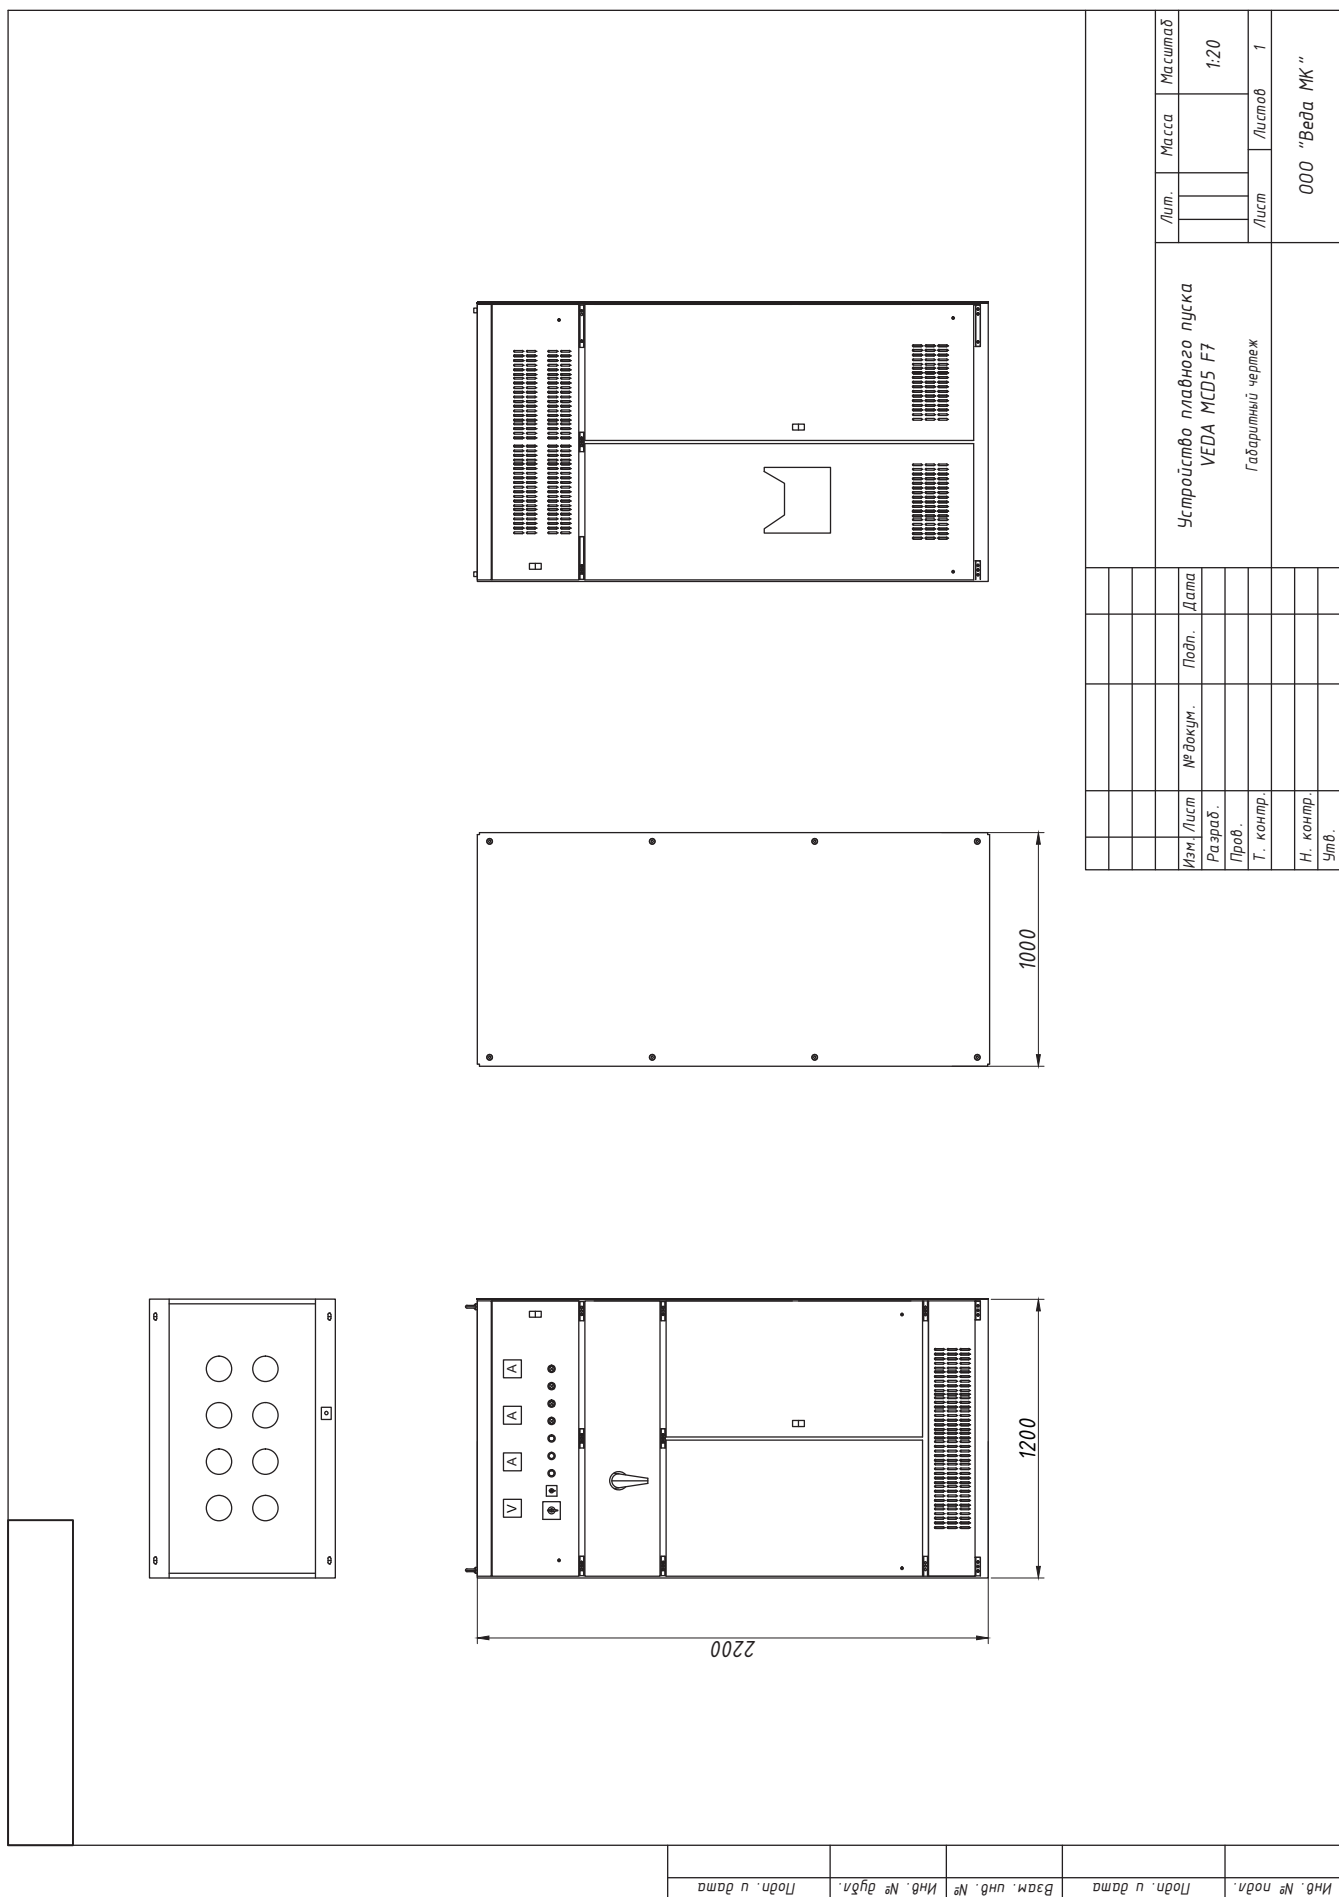 2200
1200
1000
V
A
A
A
Изм.
Лист
№ докум.
Подп.
Дата
Разраб.
Пров.
Т. контр.
Н. контр.
Утв.
Устройство плавного пуска
VEDA MCD5 F7
Габаритный чертеж
Лит.
Масса
Масштаб
1:20
Лист
Листов
1
ООО "Веда МК"
Подп. и дата
Инв. № дубл.
Взам. инв. №
Подп. и дата
Инв. № подл.